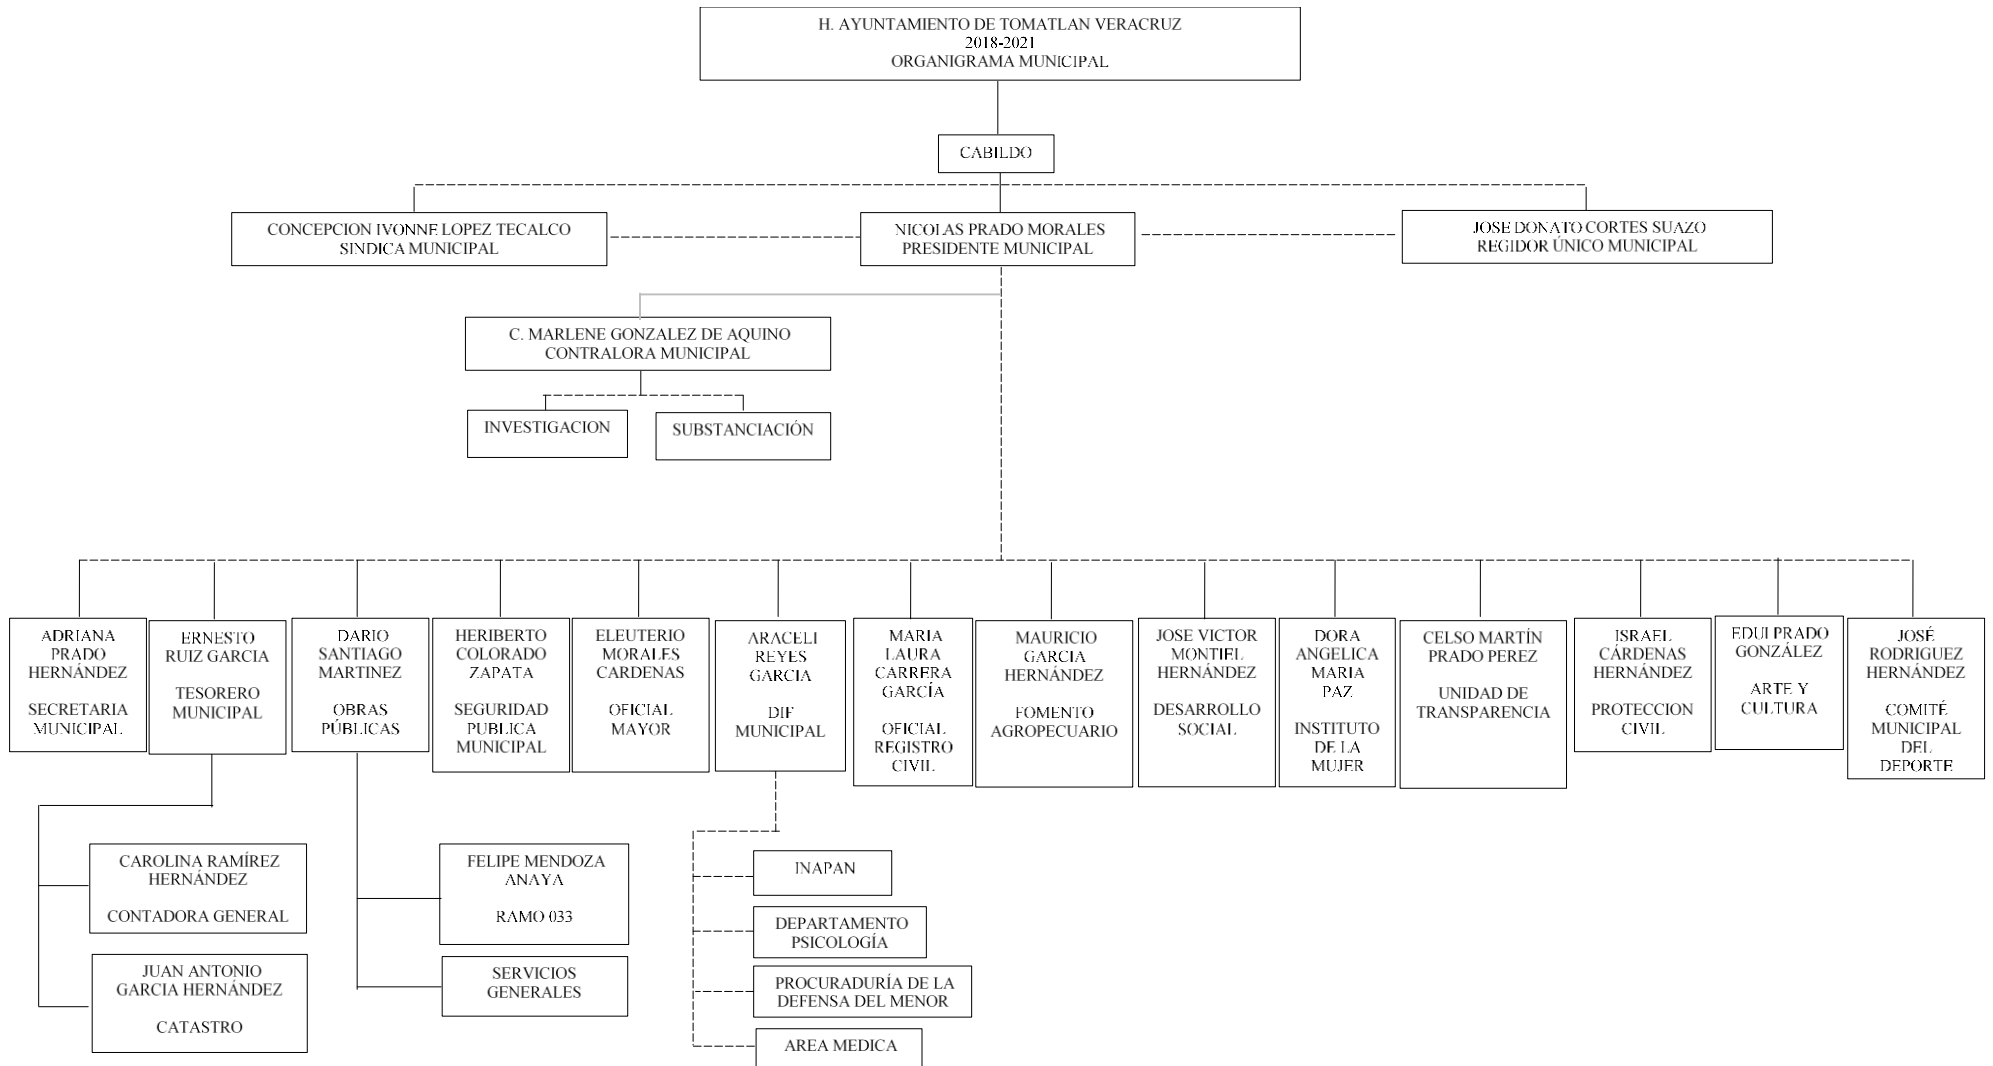 H. AYUNTAMIENTO DE TOMATLAN VERACRUZ
2018-2021
ORGANIGRAMA MUNICIPAL
CABILDO
CONCEPCION IVONNE LOPEZ TECALCO
SINDICA MUNICIPAL
NICOLAS PRADO MORALES
PRESIDENTE MUNICIPAL
JOSE DONATO CORTES SUAZO
REGIDOR ÚNICO MUNICIPAL
C. MARLENE GONZALEZ DE AQUINO
CONTRALORA MUNICIPAL
INVESTIGACION
SUBSTANCIACIÓN
ADRIANA
PRADO
HERNÁNDEZ
SECRETARIA
MUNICIPAL
ERNESTO
RUIZ GARCIA
TESORERO
MUNICIPAL
DARIO
SANTIAGO
MARTINEZ
OBRAS
PÚBLICAS
HERIBERTO
COLORADO
ZAPATA
SEGURIDAD
PUBLICA
MUNICIPAL
ELEUTERIO
MORALES
CARDENAS
OFICIAL
MAYOR
ARACELI
REYES
GARCIA
DIF
MUNICIPAL
MARIA
LAURA
CARRERA
GARCÍA
OFICIAL
REGISTRO
CIVIL
MAURICIO
GARCIA
HERNÁNDEZ
FOMENTO
AGROPECUARIO
JOSE VICTOR
MONTIEL
HERNÁNDEZ
DESARROLLO
SOCIAL
DORA
ANGELICA
MARIA
PAZ
INSTITUTO
DE LA
MUJER
CELSO MARTÍN
PRADO PEREZ
UNIDAD DE
TRANSPARENCIA
ISRAEL
CÁRDENAS
HERNÁNDEZ
PROTECCION
CIVIL
EDUI PRADO
GONZÁLEZ
ARTE Y
CULTURA
JOSÉ
RODRIGUEZ
HERNÁNDEZ
COMITÉ
MUNICIPAL
DEL
DEPORTE
CAROLINA RAMÍREZ
HERNÁNDEZ
CONTADORA GENERAL
JUAN ANTONIO
GARCIA HERNÁNDEZ
CATASTRO
FELIPE MENDOZA
ANAYA
RAMO 033
SERVICIOS
GENERALES
INAPAN
DEPARTAMENTO
PSICOLOGÍA
PROCURADURÍA DE LA
DEFENSA DEL MENOR
AREA MEDICA